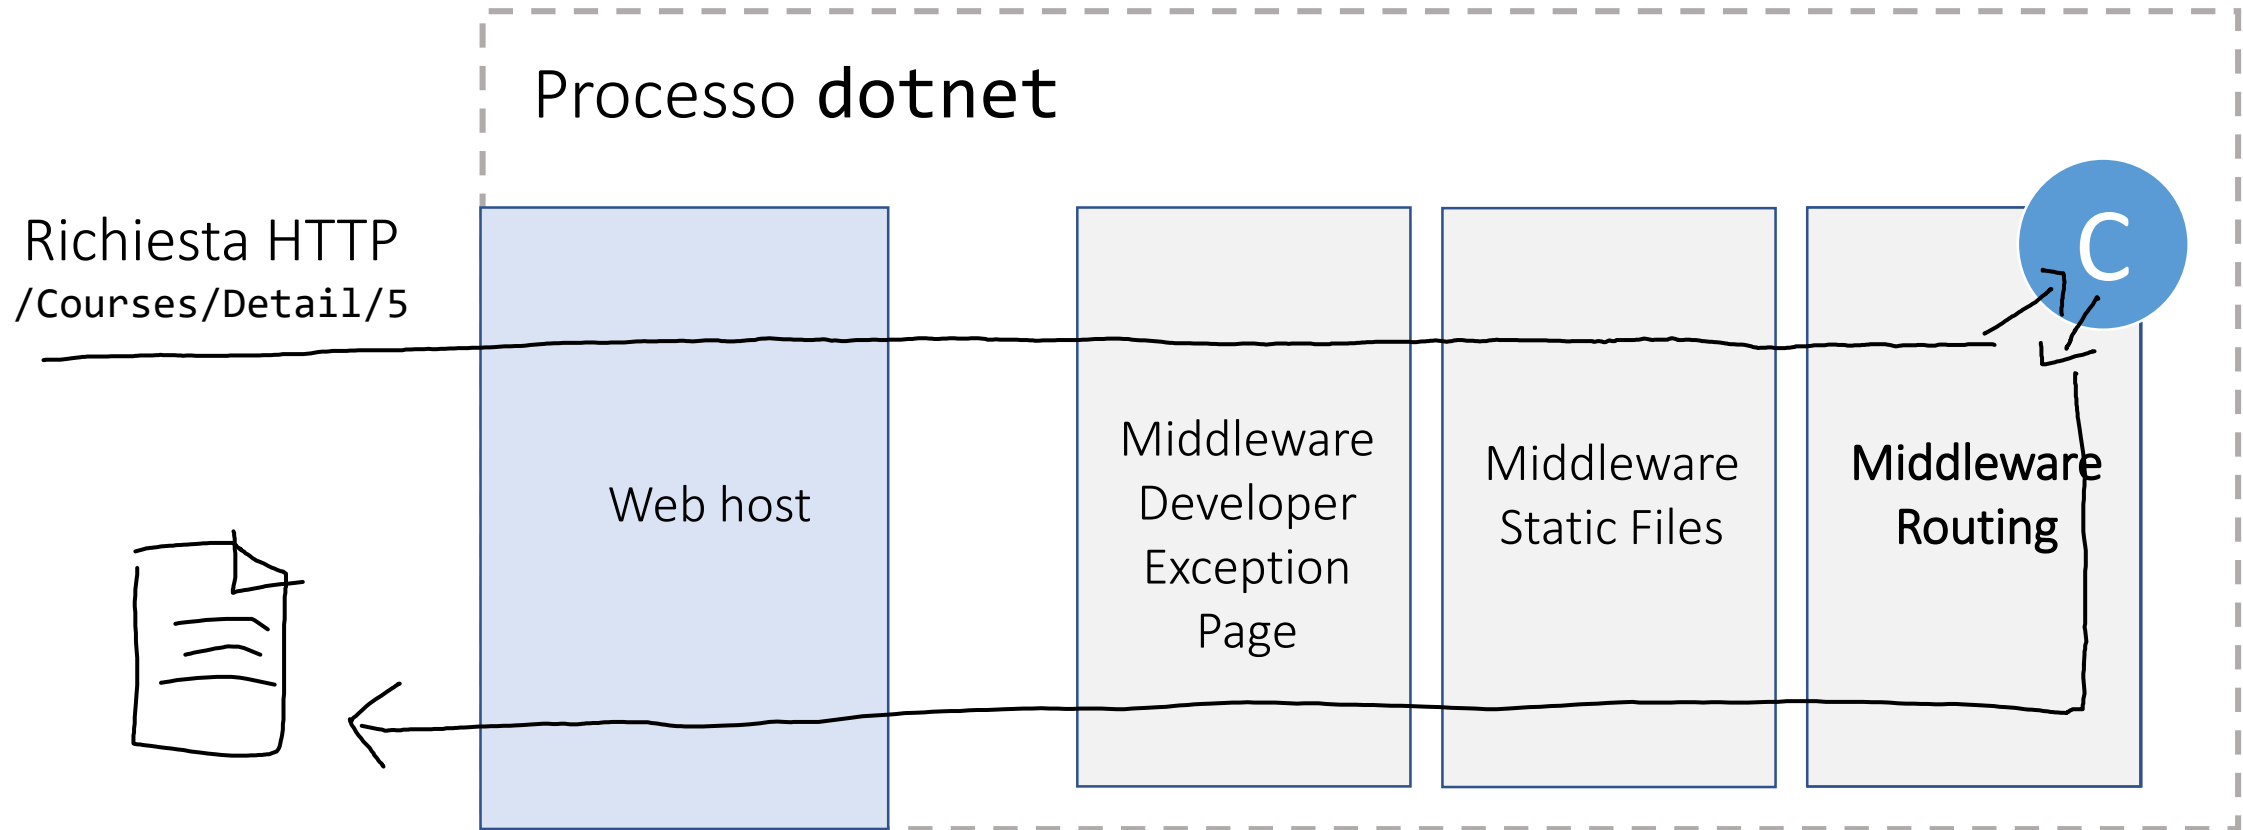 Processo dotnet
Richiesta HTTP
/Courses/Detail/5
C
Web host
Middleware
Developer
Exception
Page
Middleware
Static Files
Middleware
Routing